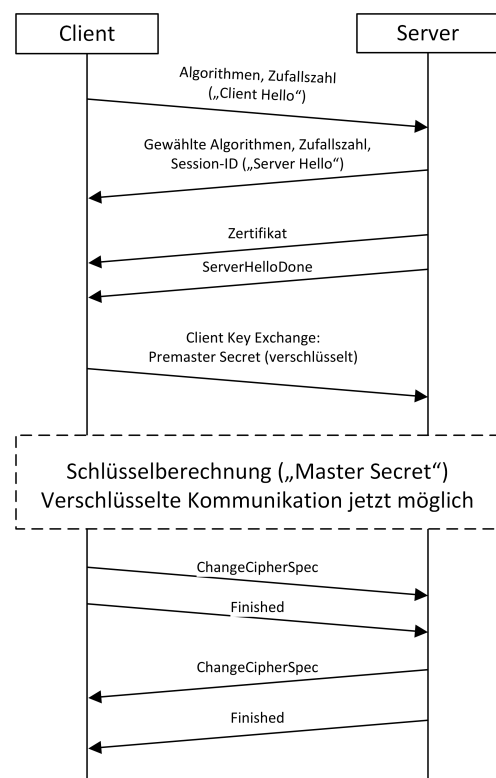 Client
Server
Algorithmen, Zufallszahl
(„Client Hello“)
Gewählte Algorithmen, Zufallszahl,
Session-ID („Server Hello“)
Zertifikat
ServerHelloDone
Client Key Exchange:
Premaster Secret (verschlüsselt)
Schlüsselberechnung („Master Secret“)
Verschlüsselte Kommunikation jetzt möglich
ChangeCipherSpec
Finished
ChangeCipherSpec
Finished